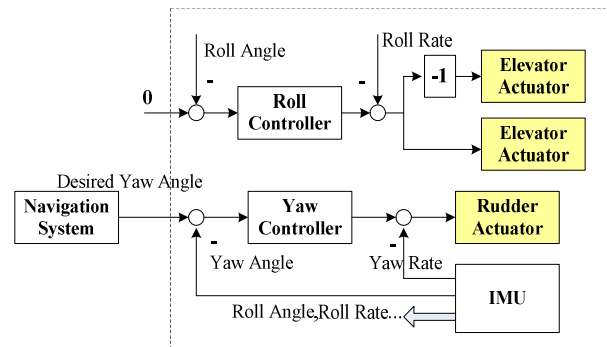 Roll Angle
Roll Rate
-
-
-1
Elevator
Actuator
0
Roll
Controller
Elevator
Actuator
Desired Yaw Angle
Navigation
System
Yaw
Controller
Rudder
Actuator
-
-
Yaw Angle
Yaw Rate
IMU
Roll Angle,Roll Rate...